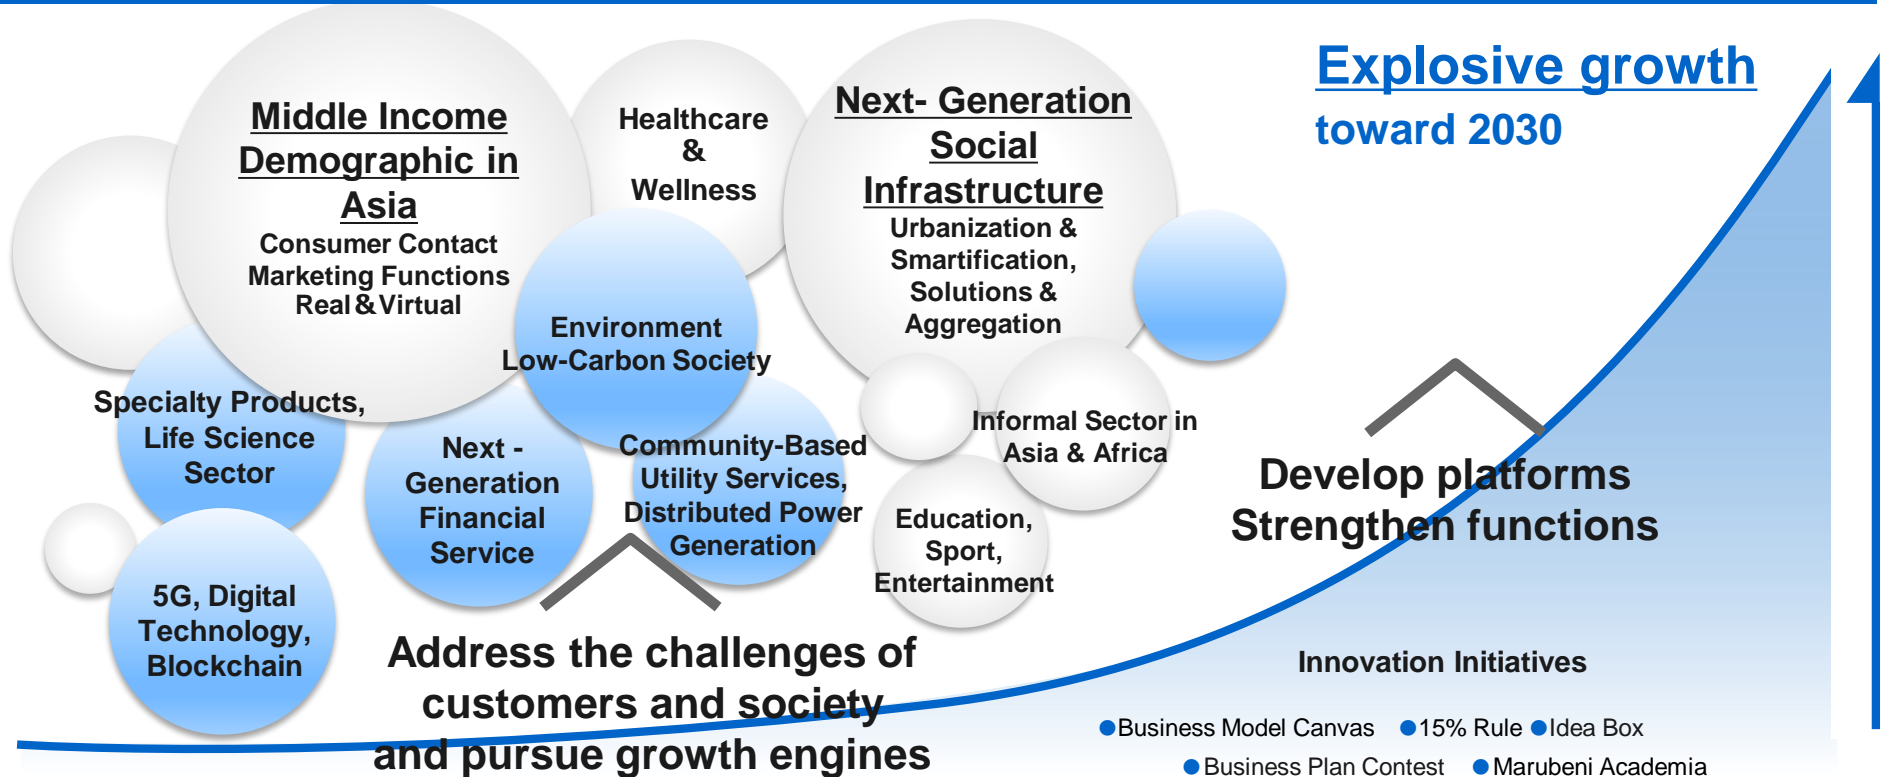 Explosive growth
toward 2030
Middle Income
Demographic in
Asia
Consumer Contact
Marketing Functions
Real & Virtual
Healthcare
&
Wellness
Next- Generation
Social
Infrastructure
Urbanization &
Smartification,
Solutions &
Aggregation
Environment
Low-Carbon Society
Specialty Products,
Life Science
Sector
Next -
Generation
Financial
Service
Community-Based
Utility Services,
Distributed Power
Generation
Informal Sector in
Asia & Africa
Education,
Sport,
Entertainment
5G, Digital
Technology,
Blockchain
Develop platforms
Strengthen functions
Address the challenges of
customers and society
and pursue growth engines
Innovation Initiatives
●Business Model Canvas ●15% Rule ●Idea Box
●Business Plan Contest ●Marubeni Academia